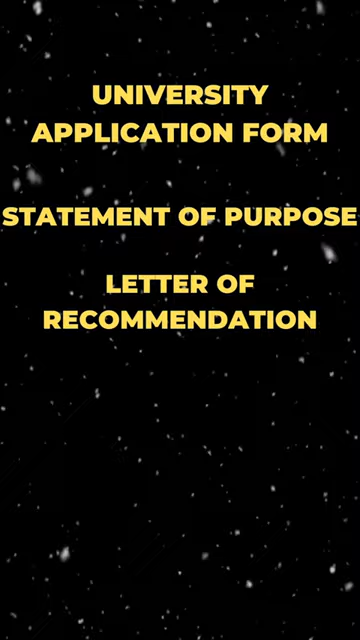 UNIVERSITY
APPLICATION FORM
STATEMENT OF PURPOSE
LETTER OF
RECOMMENDATION